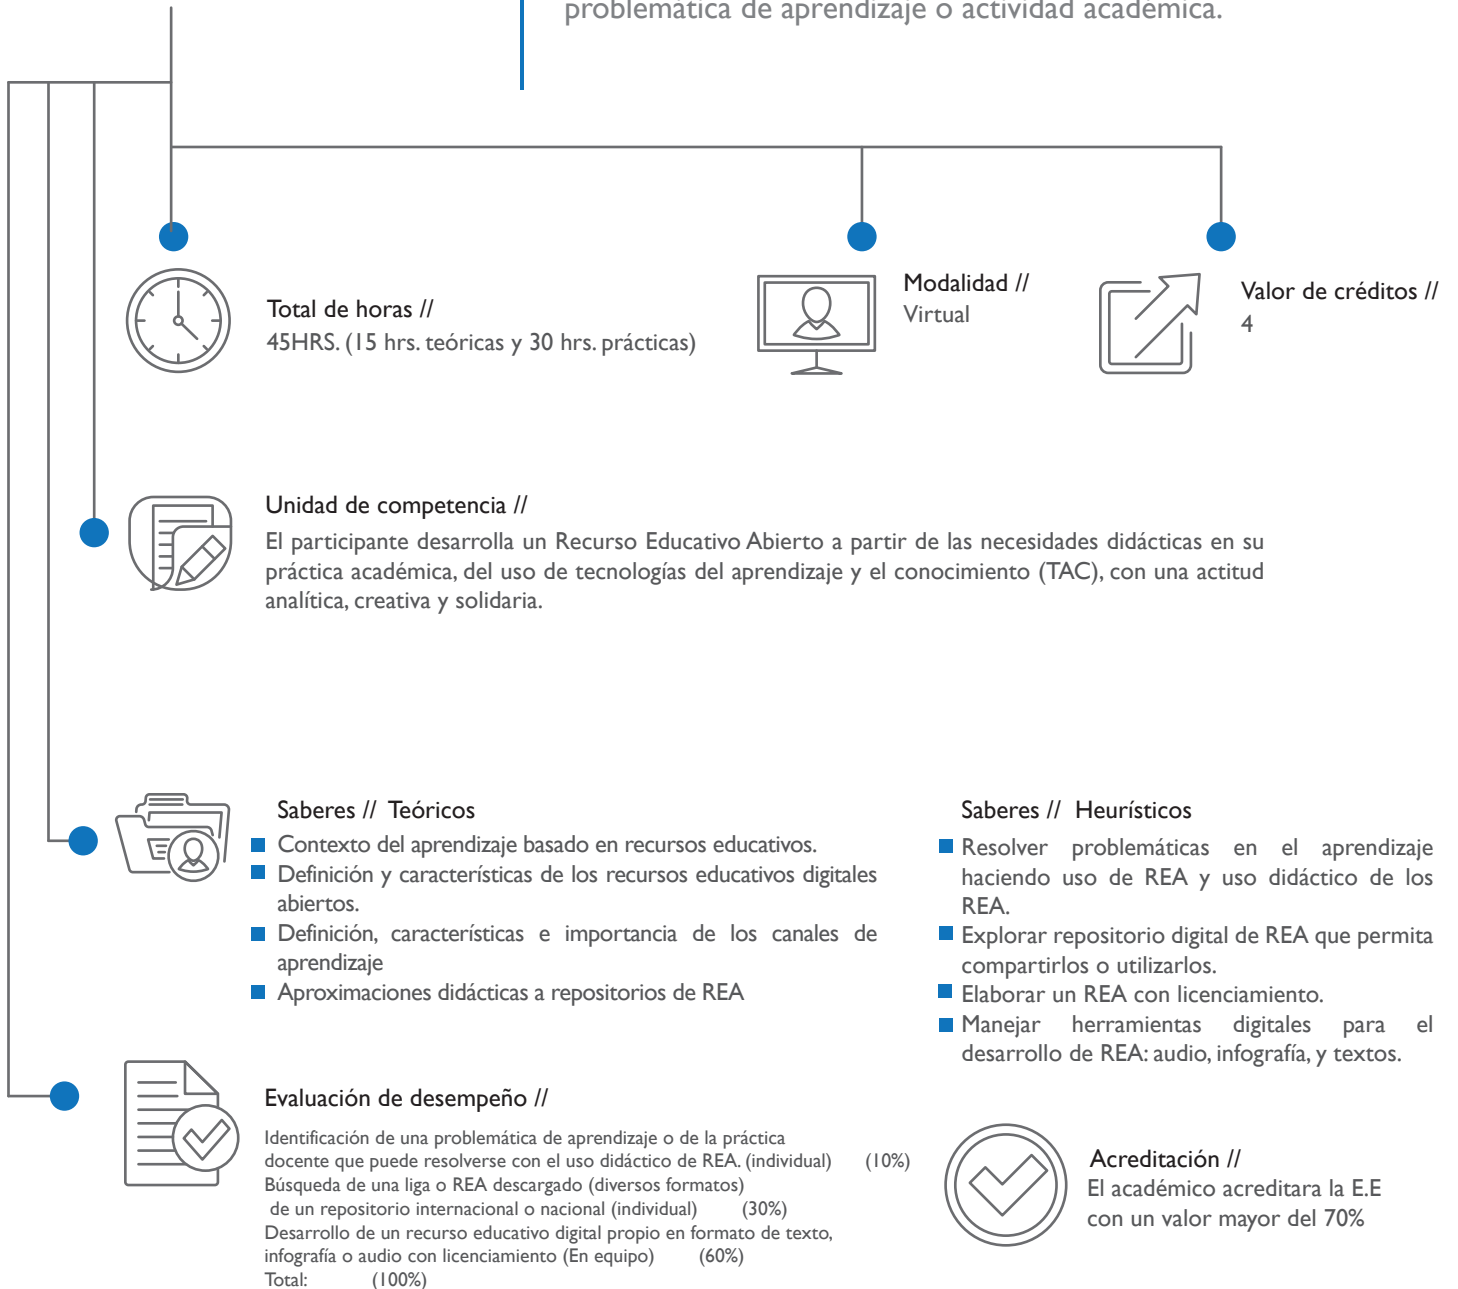 problemática de aprendizaje o actividad académica.
Total de horas //
45HRS. (15 hrs. teóricas y 30 hrs. prácticas)
Modalidad //
Virtual
Valor de créditos //
4
Unidad de competencia //
El participante desarrolla un Recurso Educativo Abierto a partir de las necesidades didácticas en su
práctica académica, del uso de tecnologías del aprendizaje y el conocimiento (TAC), con una actitud
analítica, creativa y solidaria.
Saberes // Teóricos
Contexto del aprendizaje basado en recursos educativos.
Definición y características de los recursos educativos digitales
abiertos.
Definición, características e importancia de los canales de
aprendizaje
Aproximaciones didácticas a repositorios de REA
Saberes // Heurísticos
Resolver problemáticas en el aprendizaje
haciendo uso de REA y uso didáctico de los
REA.
Explorar repositorio digital de REA que permita
compartirlos o utilizarlos.
Elaborar un REA con licenciamiento.
Manejar herramientas digitales para el
desarrollo de REA: audio, infografía, y textos.
Evaluación de desempeño //
Identificación de una problemática de aprendizaje o de la práctica
docente que puede resolverse con el uso didáctico de REA. (individual) (10%)
Búsqueda de una liga o REA descargado (diversos formatos)
de un repositorio internacional o nacional (individual) (30%)
Desarrollo de un recurso educativo digital propio en formato de texto,
infografía o audio con licenciamiento (En equipo) (60%)
Total: (100%)
Acreditación //
El académico acreditara la E.E
con un valor mayor del 70%